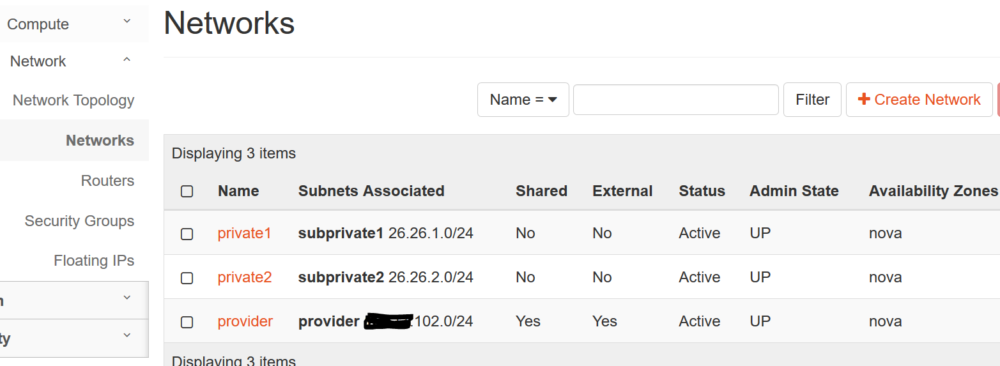 Compute
Network
Network Topology
Networks
Routers
Security Groups
Floating IPs
Networks
Name =
Filter
+ Create Network
Displaying 3 items
Name Subnets Associated Shared External Status Admin State Availability Zones
private1 subprivate1 26.26.1.0/24 No No Active UP nova
private2 subprivate2 26.26.2.0/24 No No Active UP nova
provider provider .102.0/24 Yes Yes Active UP nova
Displaying 3 items